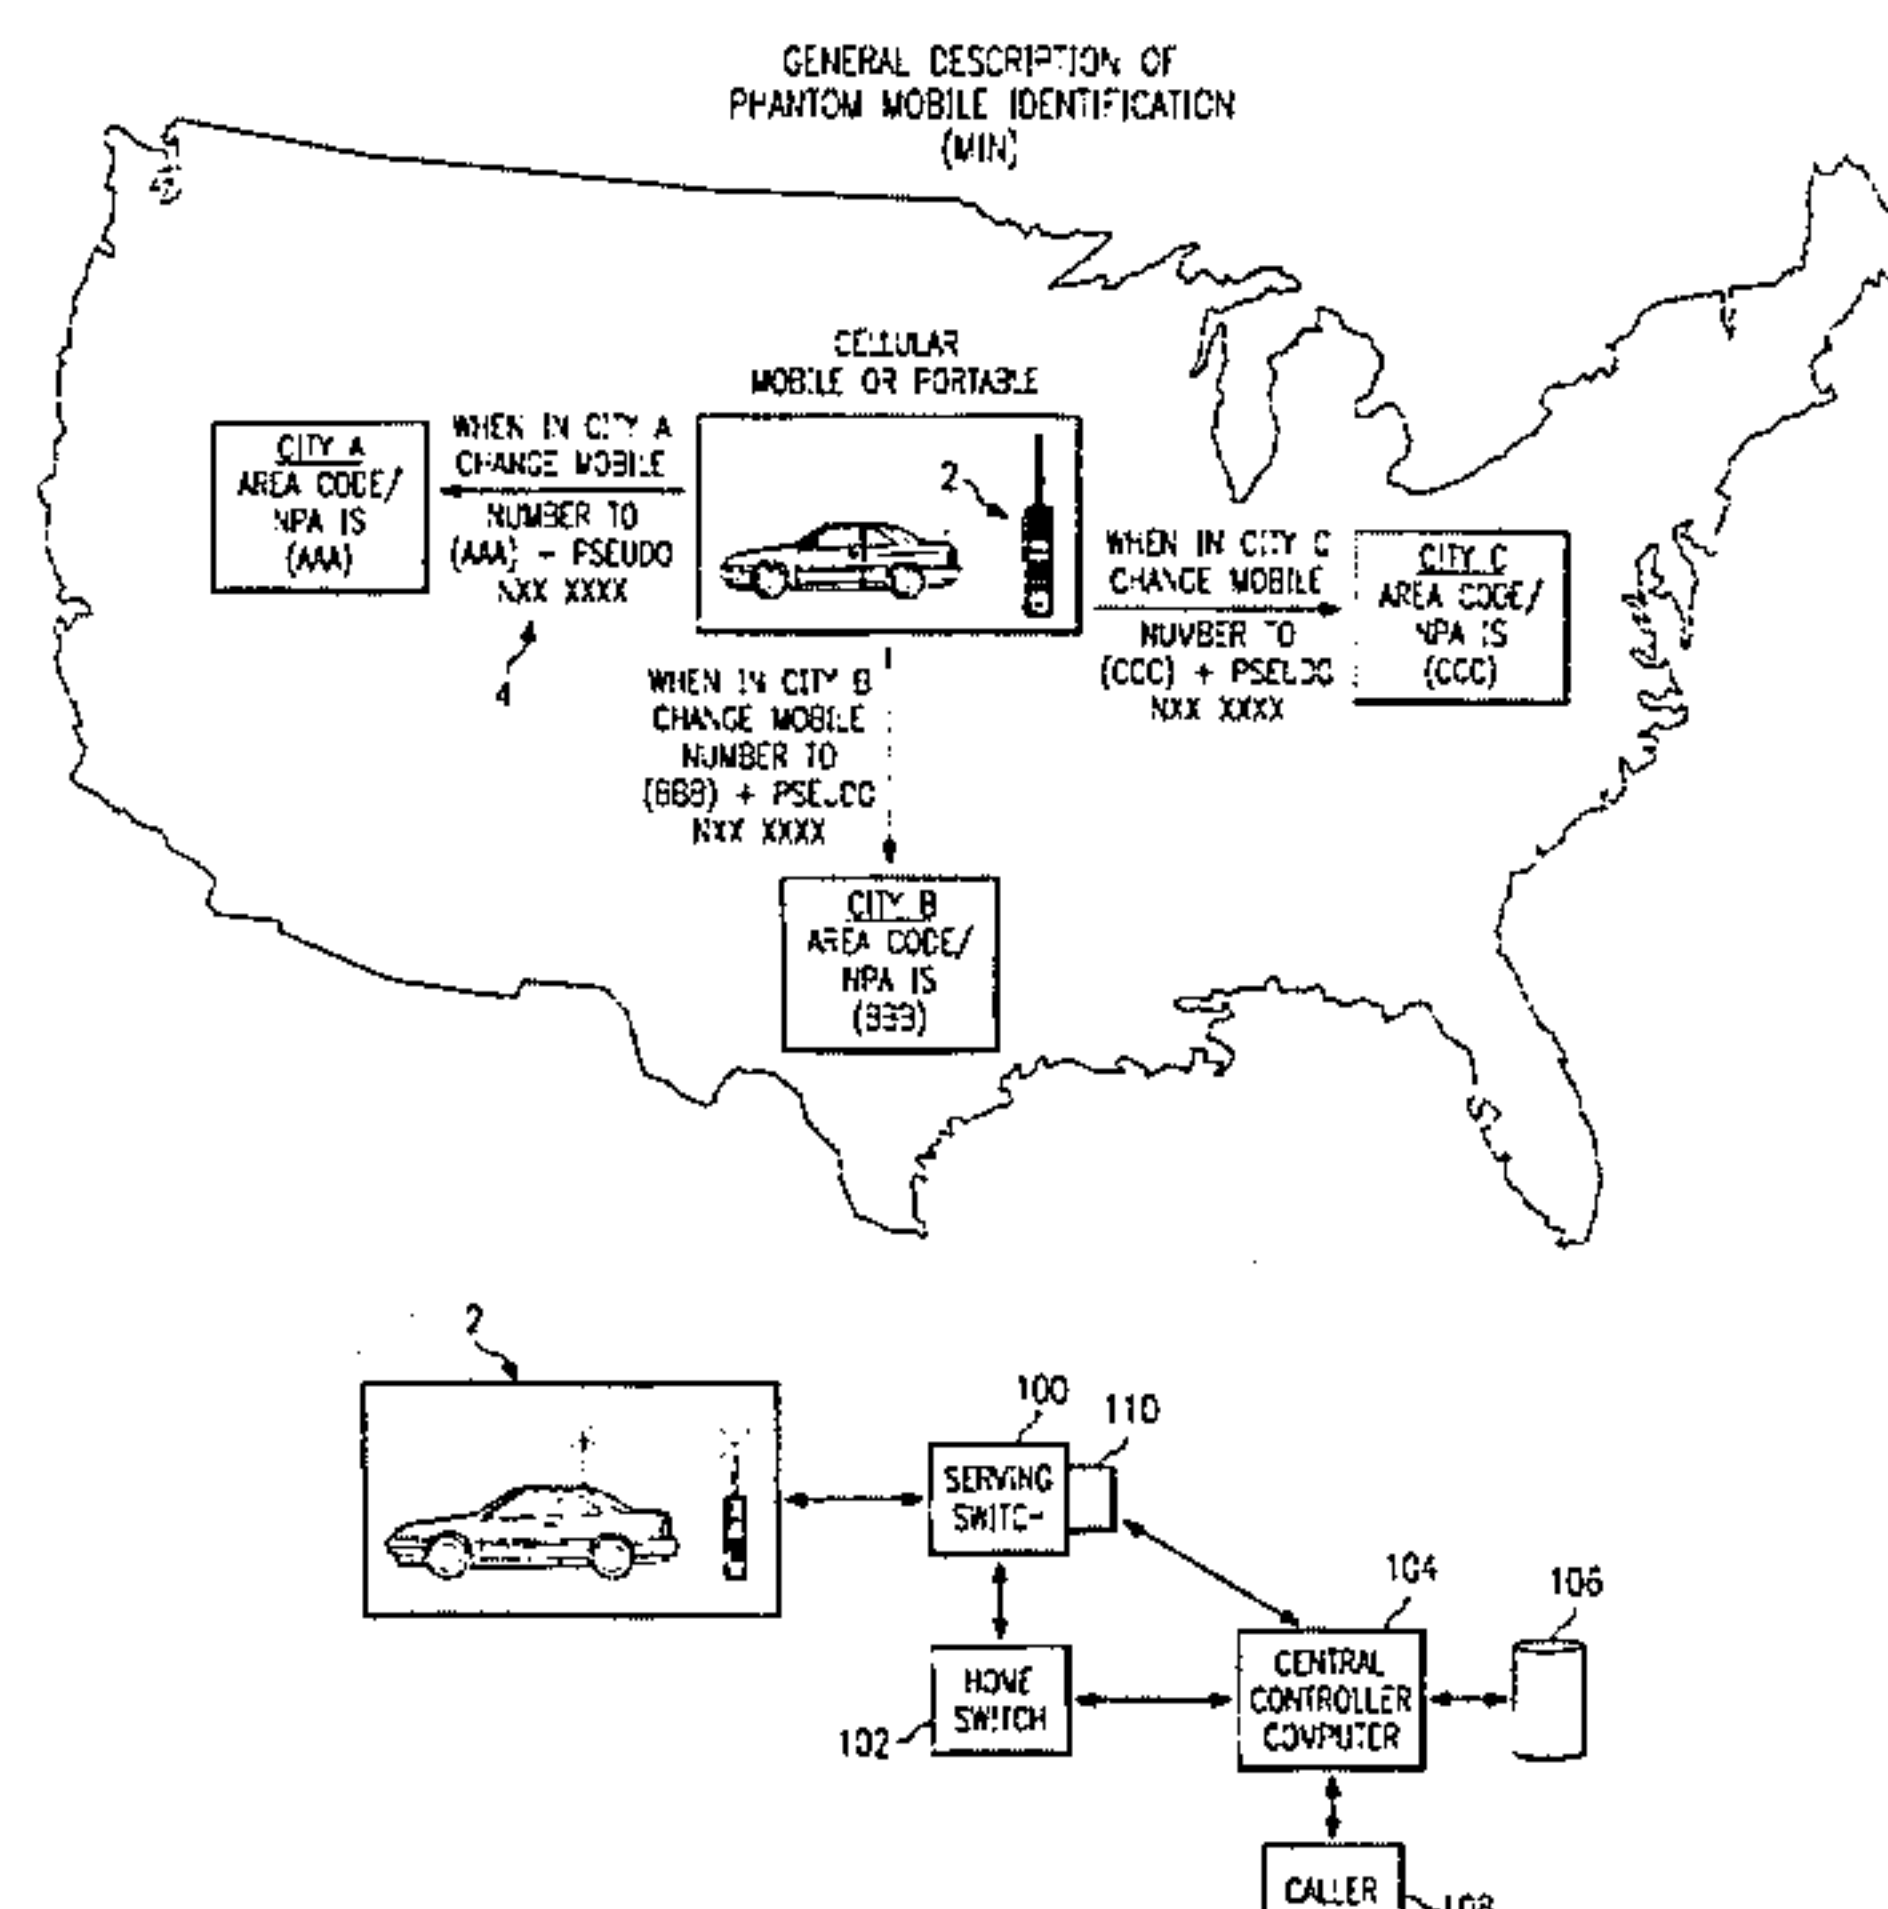 GENERAL DESCRIPTION OF
PHANTOM MOBILE IDENTIFICATION
(MIN)
CELLULAR
MOBILE OR PORTABLE
CITY A
AREA CODE/
NPA IS
(AAA)
WHEN IN CITY A
CHANGE MOBILE
NUMBER TO
(AAA) - PSEUDO
NXX XXXX
4
2
WHEN IN CITY C
CHANGE MOBILE
NUMBER TO
(CCC) + PSEUDO
NXX XXXX
CITY C
AREA CODE/
NPA IS
(CCC)
WHEN IN CITY B
CHANGE MOBILE
NUMBER TO
(BBB) + PSEUDO
NXX XXXX
CITY B
AREA CODE/
NPA IS
(BBB)
2
100
110
SERVING
SWITCH
104
106
HOME
SWITCH
102
CENTRAL
CONTROLLER
COMPUTER
CALLER
108